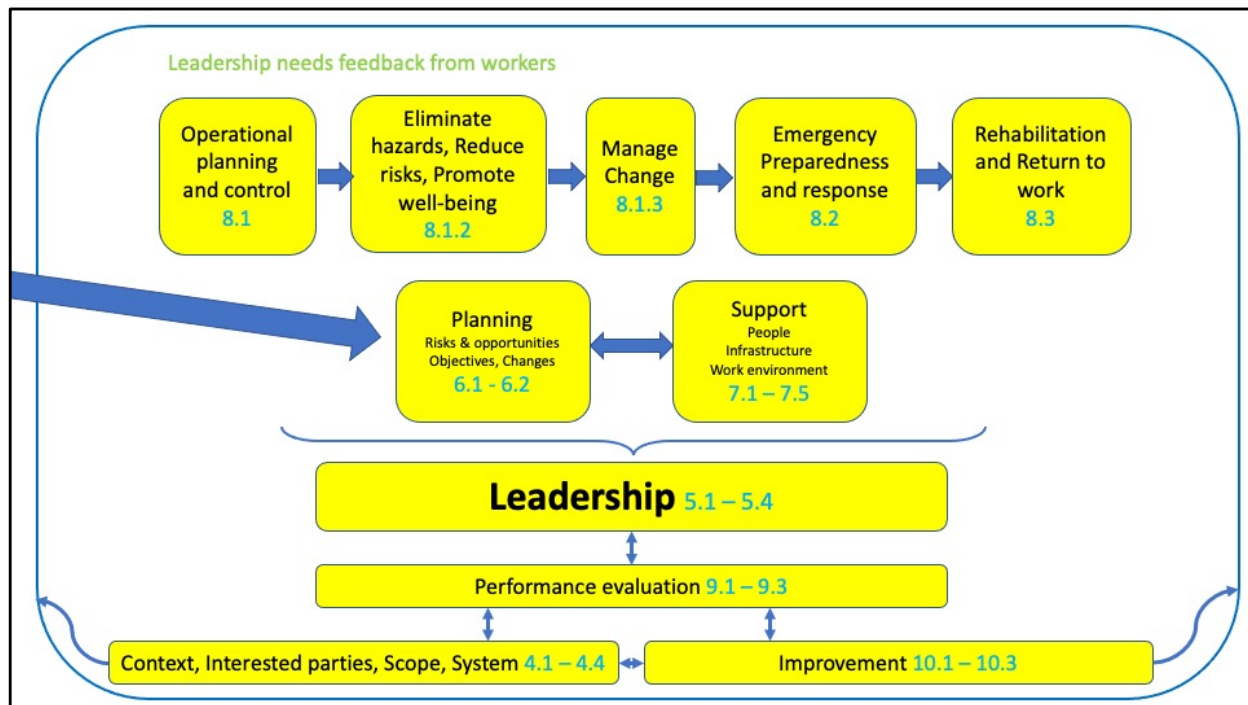 Leadership needs feedback from workers
Operational
planning
and control
8.1
Eliminate
hazards, Reduce
risks, Promote
well-being
8.1.2
Manage
Change
8.1.3
Emergency
Preparedness
and response
8.2
Rehabilitation
and Return to
work
8.3
Planning
Risks & opportunities
Objectives, Changes
6.1 - 6.2
Support
People
Infrastructure
Work environment
7.1 – 7.5
Leadership 5.1 – 5.4
Performance evaluation 9.1 – 9.3
Context, Interested parties, Scope, System 4.1 – 4.4
Improvement 10.1 – 10.3